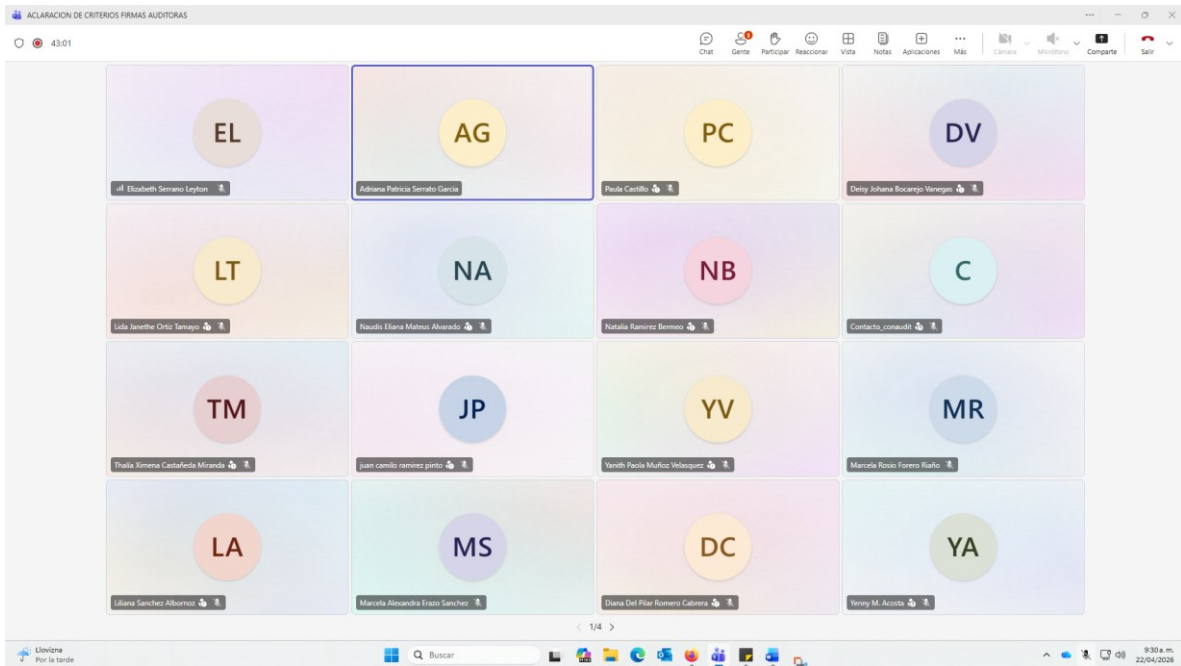 ACLARACION DE CRITERIOS FIRMAS AUDITORAS
43:01
Chat
Gente
Participar
Reaccionar
Vista
Notas
Aplicaciones
Más
Cámara
Micrófono
Comparte
Salir
EL
Elizabeth Serrano Leyton
AG
Adriana Patricia Serrato Garcia
PC
Paula Castillo
DV
Deisy Johana Bocarejo Vanegas
LT
Lida Janethe Ortiz Tamayo
NA
Naudis Eliana Mateus Alvarado
NB
Natalia Ramirez Bermeo
C
Contacto_conaudit
TM
Thalía Ximena Castañeda Miranda
JP
juan camilo ramirez pinto
YV
Yanith Paola Muñoz Velasquez
MR
Marcela Rosio Forero Riaño
LA
Liliana Sanchez Albornoz
MS
Marcela Alexandra Erazo Sanchez
DC
Diana Del Pilar Romero Cabrera
YA
Yenny M. Acosta
1/4
Llovizna
Por la tarde
Buscar
9:30 a.m.
22/04/2026